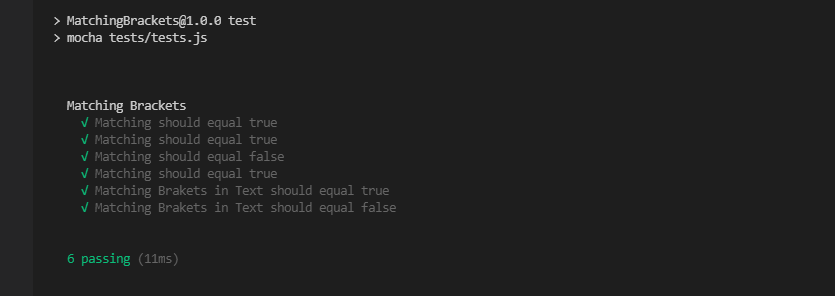 > MatchingBrackets@1.0.0 test
> mocha tests/tests.js
Matching Brackets
√ Matching should equal true
√ Matching should equal true
√ Matching should equal false
√ Matching should equal true
√ Matching Brakets in Text should equal true
√ Matching Brakets in Text should equal false
6 passing (11ms)